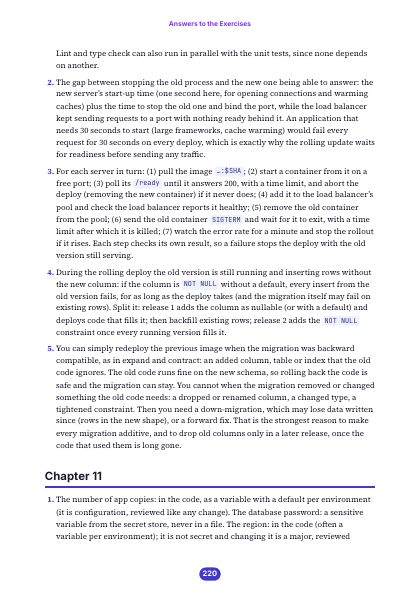 Answers to the Exercises
Lint and type check can also run in parallel with the unit tests, since none depends
on another.
2. The gap between stopping the old process and the new one being able to answer: the
new server's start-up time (one second here, for opening connections and warming
caches) plus the time to stop the old one and bind the port, while the load balancer
kept sending requests to a port with nothing ready behind it. An application that
needs 30 seconds to start (large frameworks, cache warming) would fail every
request for 30 seconds on every deploy, which is exactly why the rolling update waits
for readiness before sending any traffic.
3. For each server in turn: (1) pull the image …:$SHA ; (2) start a container from it on a
free port; (3) poll its /ready until it answers 200, with a time limit, and abort the
deploy (removing the new container) if it never does; (4) add it to the load balancer's
pool and check the load balancer reports it healthy; (5) remove the old container
from the pool; (6) send the old container SIGTERM and wait for it to exit, with a time
limit after which it is killed; (7) watch the error rate for a minute and stop the rollout
if it rises. Each step checks its own result, so a failure stops the deploy with the old
version still serving.
4. During the rolling deploy the old version is still running and inserting rows without
the new column: if the column is NOT NULL without a default, every insert from the
old version fails, for as long as the deploy takes (and the migration itself may fail on
existing rows). Split it: release 1 adds the column as nullable (or with a default) and
deploys code that fills it; then backfill existing rows; release 2 adds the NOT NULL
constraint once every running version fills it.
5. You can simply redeploy the previous image when the migration was backward
compatible, as in expand and contract: an added column, table or index that the old
code ignores. The old code runs fine on the new schema, so rolling back the code is
safe and the migration can stay. You cannot when the migration removed or changed
something the old code needs: a dropped or renamed column, a changed type, a
tightened constraint. Then you need a down-migration, which may lose data written
since (rows in the new shape), or a forward fix. That is the strongest reason to make
every migration additive, and to drop old columns only in a later release, once the
code that used them is long gone.
Chapter 11
1. The number of app copies: in the code, as a variable with a default per environment
(it is configuration, reviewed like any change). The database password: a sensitive
variable from the secret store, never in a file. The region: in the code (often a
variable per environment); it is not secret and changing it is a major, reviewed
220